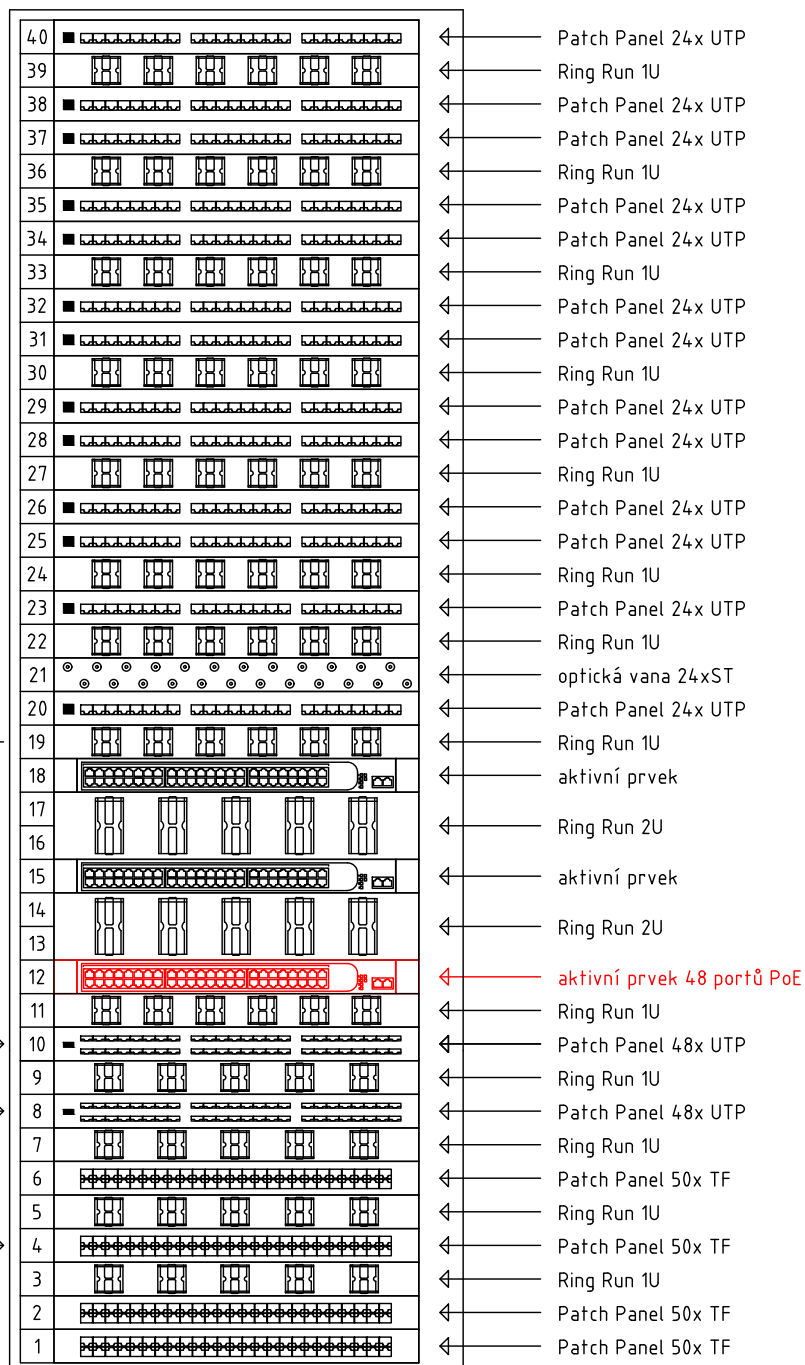 40 Patch Panel 24x UTP
39 Ring Run 1U
38 Patch Panel 24x UTP
37 Patch Panel 24x UTP
36 Ring Run 1U
35 Patch Panel 24x UTP
34 Patch Panel 24x UTP
33 Ring Run 1U
32 Patch Panel 24x UTP
31 Patch Panel 24x UTP
30 Ring Run 1U
29 Patch Panel 24x UTP
28 Patch Panel 24x UTP
27 Ring Run 1U
26 Patch Panel 24x UTP
25 Patch Panel 24x UTP
24 Ring Run 1U
23 Patch Panel 24x UTP
22 Ring Run 1U
21 optická vana 24xST
20 Patch Panel 24x UTP
19 Ring Run 1U
18 aktivní prvek
17
Ring Run 2U
16
15 aktivní prvek
14
Ring Run 2U
13
12 aktivní prvek 48 portů PoE
11 Ring Run 1U
10 Patch Panel 48x UTP
9 Ring Run 1U
8 Patch Panel 48x UTP
7 Ring Run 1U
6 Patch Panel 50x TF
5 Ring Run 1U
4 Patch Panel 50x TF
3 Ring Run 1U
2 Patch Panel 50x TF
1 Patch Panel 50x TF